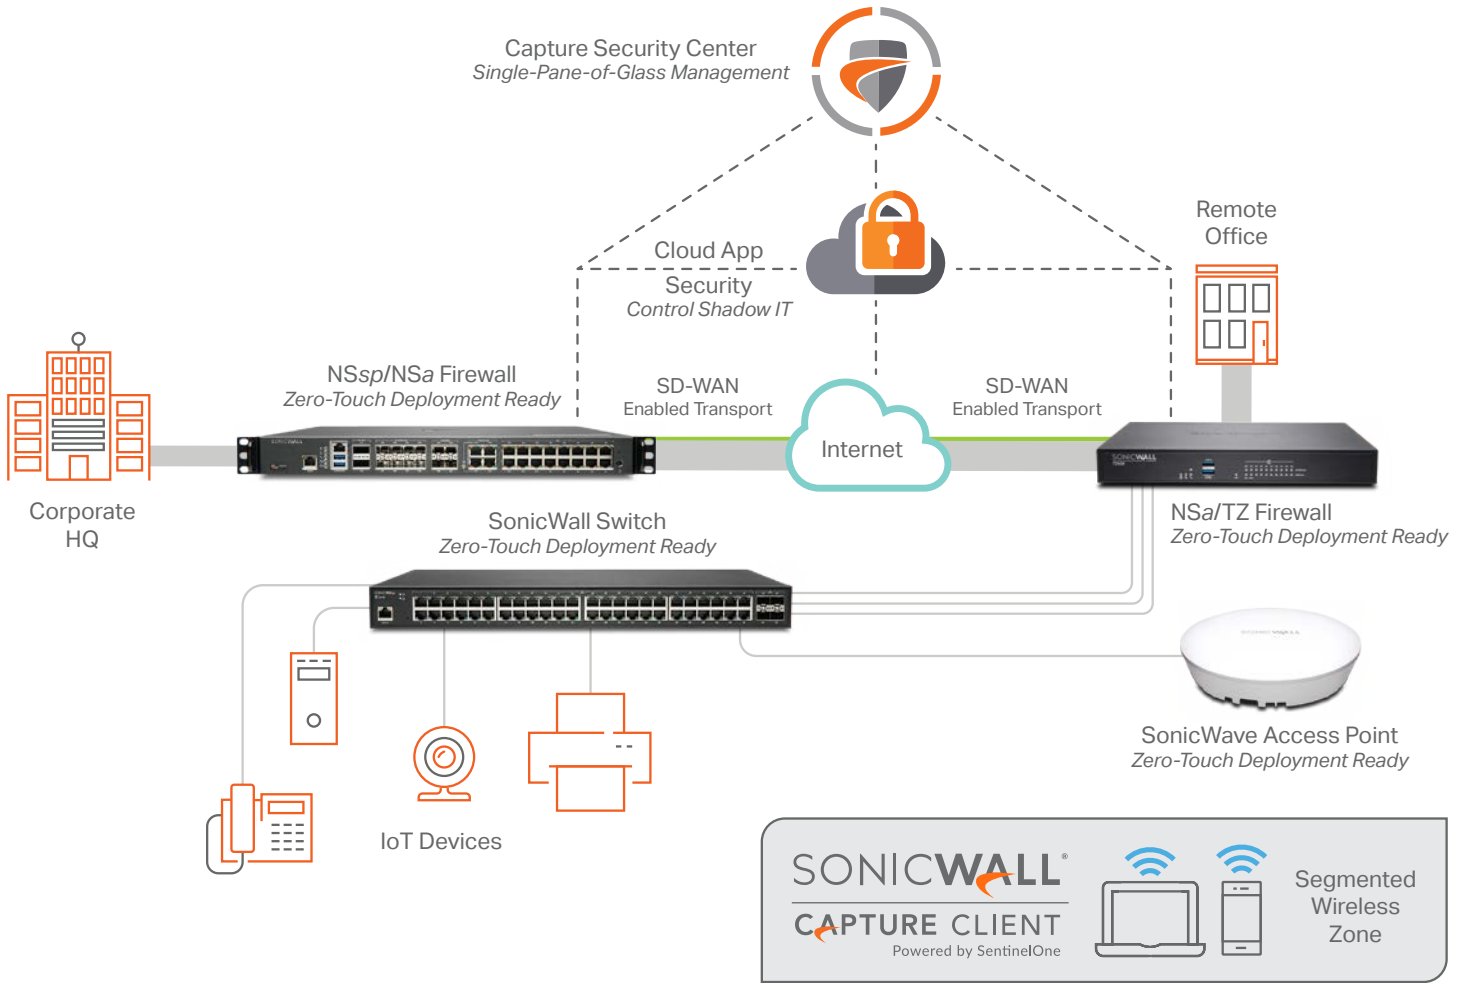 Capture Security Center
Single-Pane-of-Glass Management
Remote
Office
Cloud App
Security
Control Shadow IT
NSsp/NSa Firewall
Zero-Touch Deployment Ready
SD-WAN
Enabled Transport
SD-WAN
Enabled Transport
Internet
SONICWALL
SONICWALL
Corporate
HQ
NSa/TZ Firewall
Zero-Touch Deployment Ready
SonicWall Switch
Zero-Touch Deployment Ready
SONICWALL
SonicWave Access Point
Zero-Touch Deployment Ready
IoT Devices
SONICWALL®
CAPTURE CLIENT
Powered by SentinelOne
Segmented
Wireless
Zone